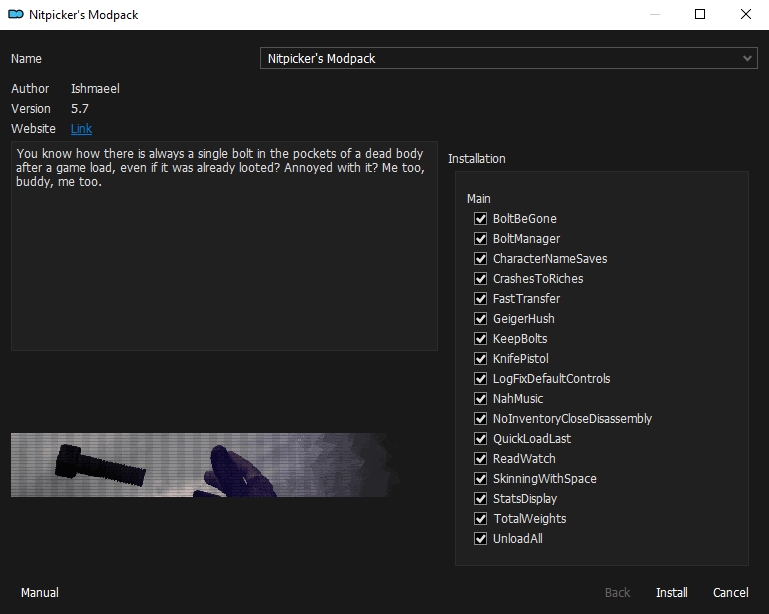 Nitpicker's Modpack
Name
Nitpicker's Modpack
Author Ishmaeel
Version 5.7
Website Link
You know how there is always a single bolt in the pockets of a dead body
after a game load, even if it was already looted? Annoyed with it? Me too,
buddy, me too.
Installation
Main
BoltBeGone
BoltManager
CharacterNameSaves
CrashesToRiches
FastTransfer
GeigerHush
KeepBolts
KnifePistol
LogFixDefaultControls
NahMusic
NoInventoryCloseDisassembly
QuickLoadLast
ReadWatch
SkinningWithSpace
StatsDisplay
TotalWeights
UnloadAll
Manual
Back
Install
Cancel